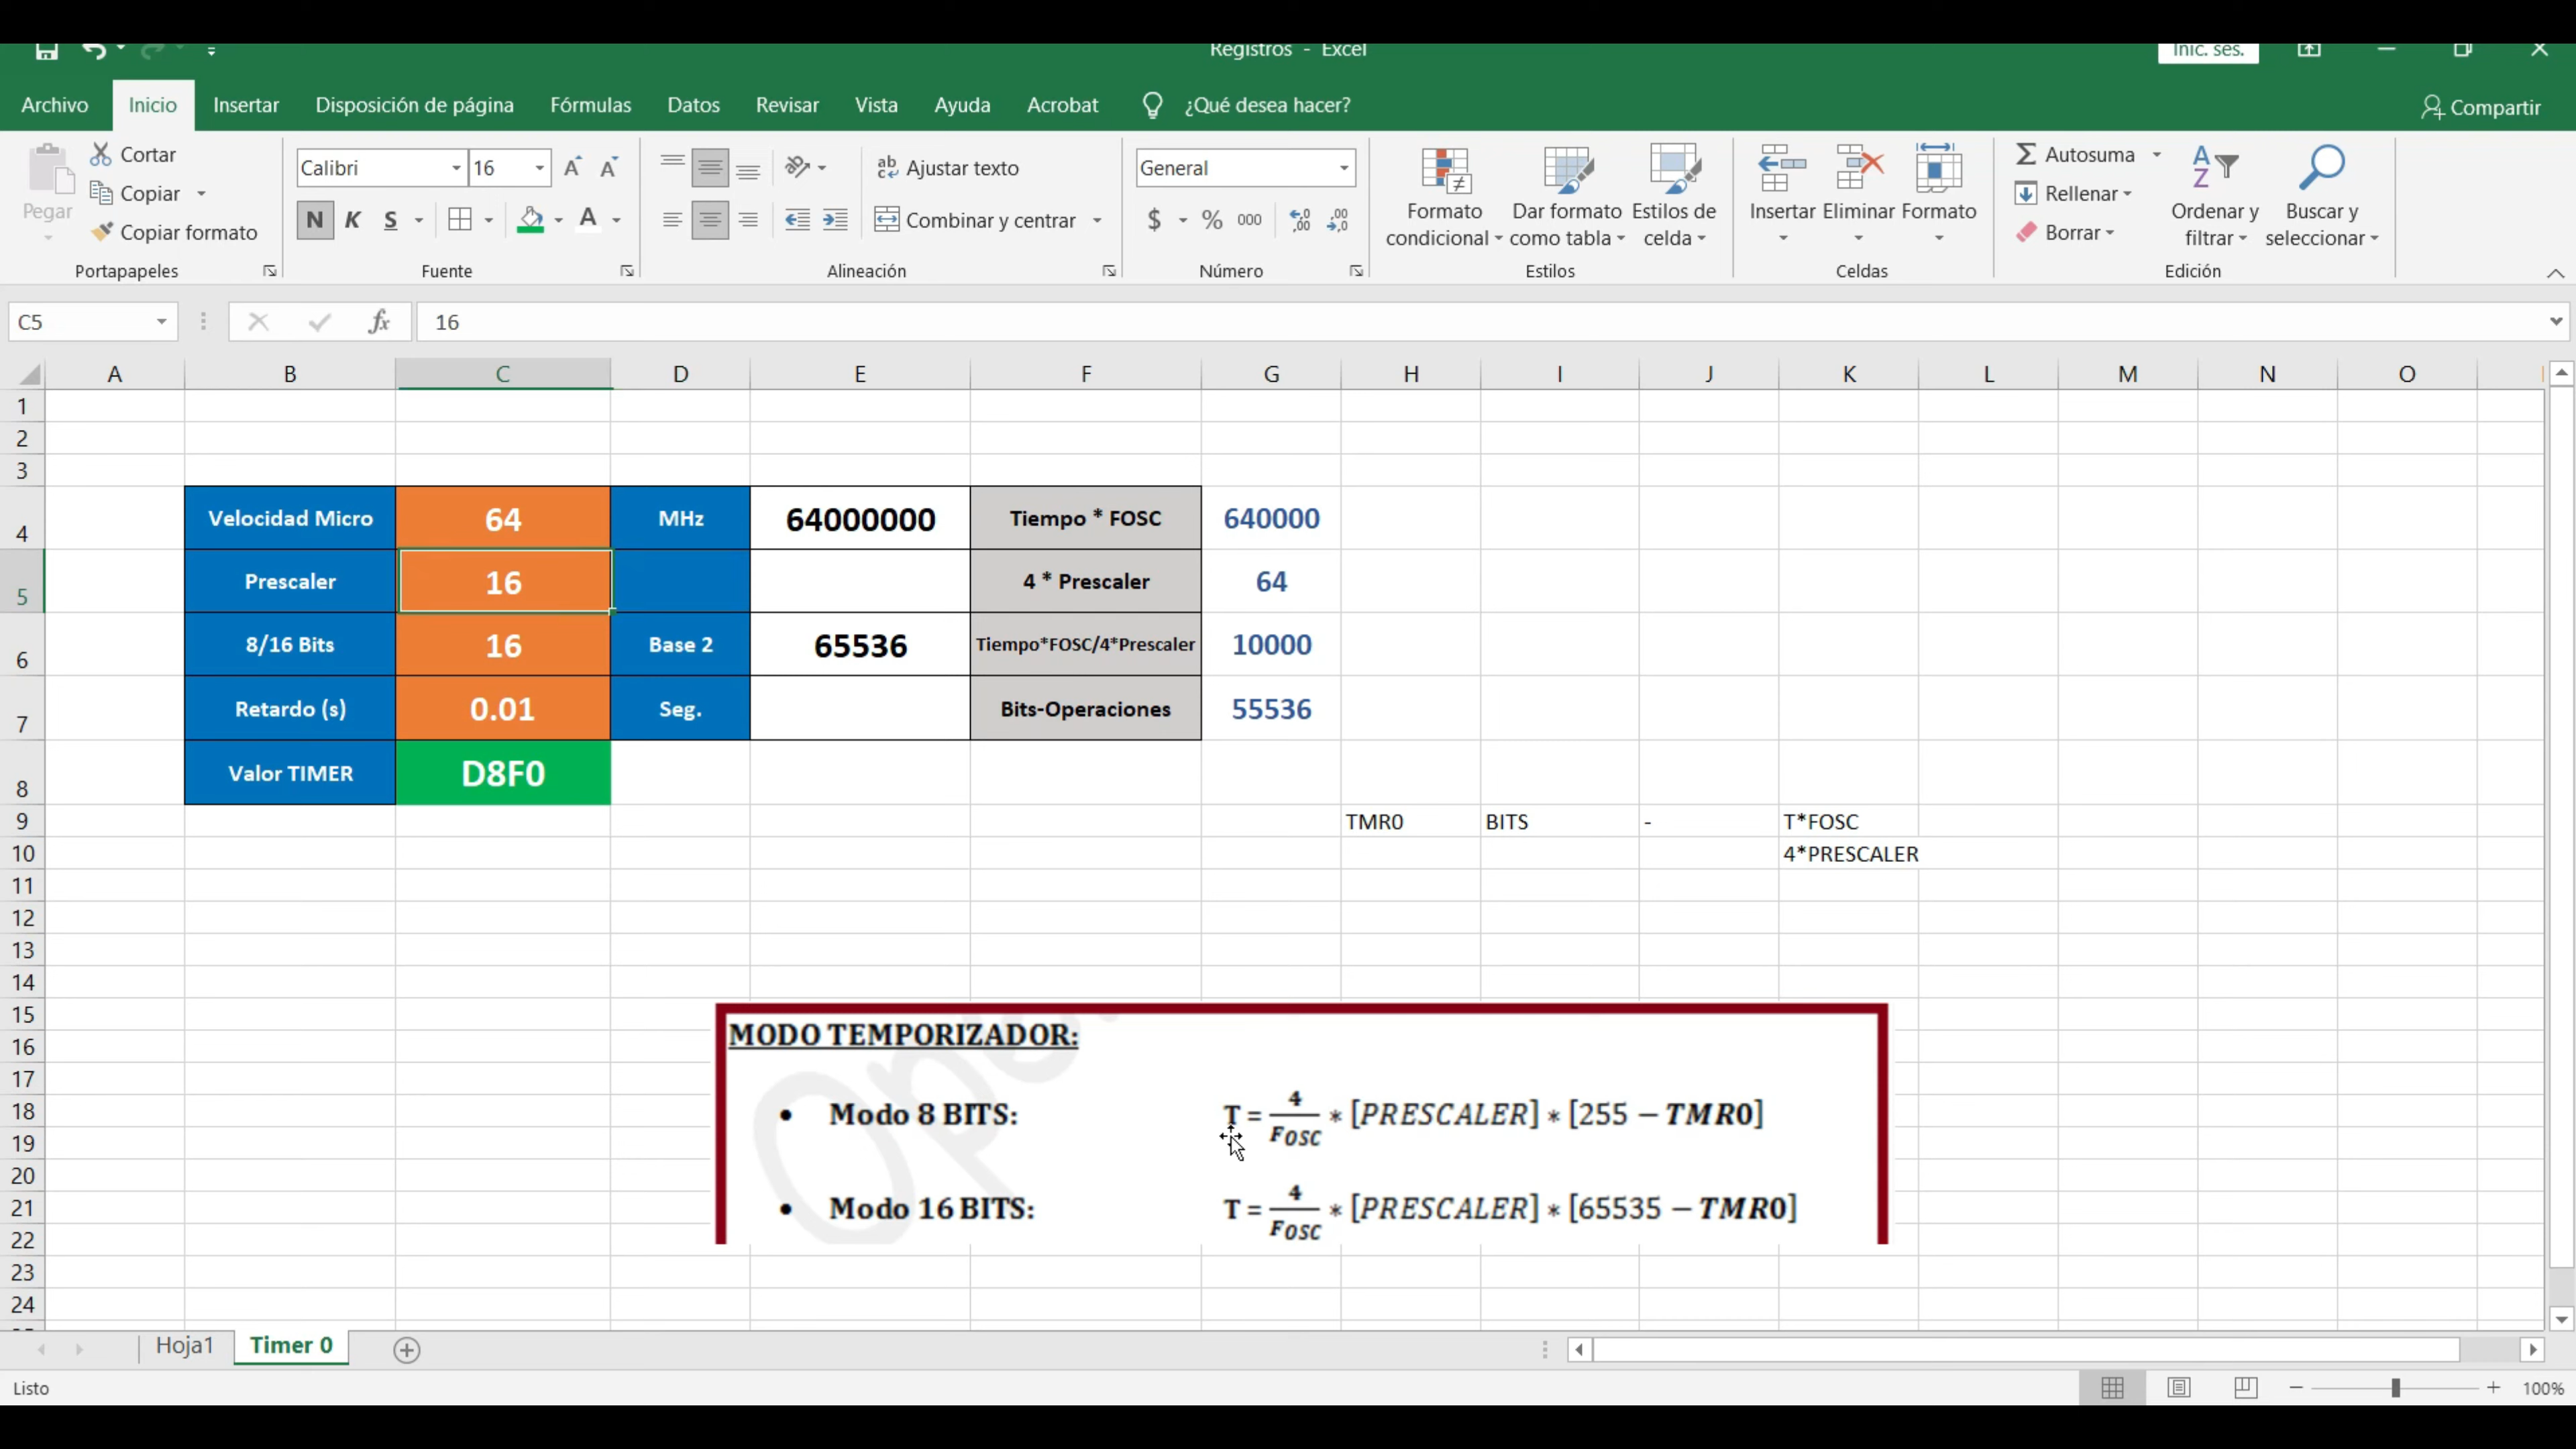 Registros - Excel
Inic. ses.
Archivo Inicio Insertar Disposición de página Fórmulas Datos Revisar Vista Ayuda Acrobat ¿Qué desea hacer? Compartir
Pegar
Cortar
Copiar
Copiar formato
Portapapeles
Calibri 16
N K S
Fuente
Ajustar texto
Combinar y centrar
Alineación
General
$ % 000
Número
Formato condicional
Dar formato como tabla
Estilos de celda
Estilos
Insertar Eliminar Formato
Celdas
Autosuma
Rellenar
Borrar
Ordenar y filtrar
Buscar y seleccionar
Edición
C5 fx 16
A B C D E F G H I J K L M N O
1
2
3
4 Velocidad Micro 64 MHz 64000000 Tiempo * FOSC 640000
5 Prescaler 16 4 * Prescaler 64
6 8/16 Bits 16 Base 2 65536 Tiempo*FOSC/4*Prescaler 10000
7 Retardo (s) 0.01 Seg. Bits-Operaciones 55536
8 Valor TIMER D8F0
9 TMR0 BITS - T*FOSC
10 4*PRESCALER
11
12
13
14
15
16
17
18
19
20
21
22
23
24
MODO TEMPORIZADOR:
• Modo 8 BITS: T = 4/FOSC * [PRESCALER] * [255 − TMR0]
• Modo 16 BITS: T = 4/FOSC * [PRESCALER] * [65535 − TMR0]
Hoja1 Timer 0
Listo 100%